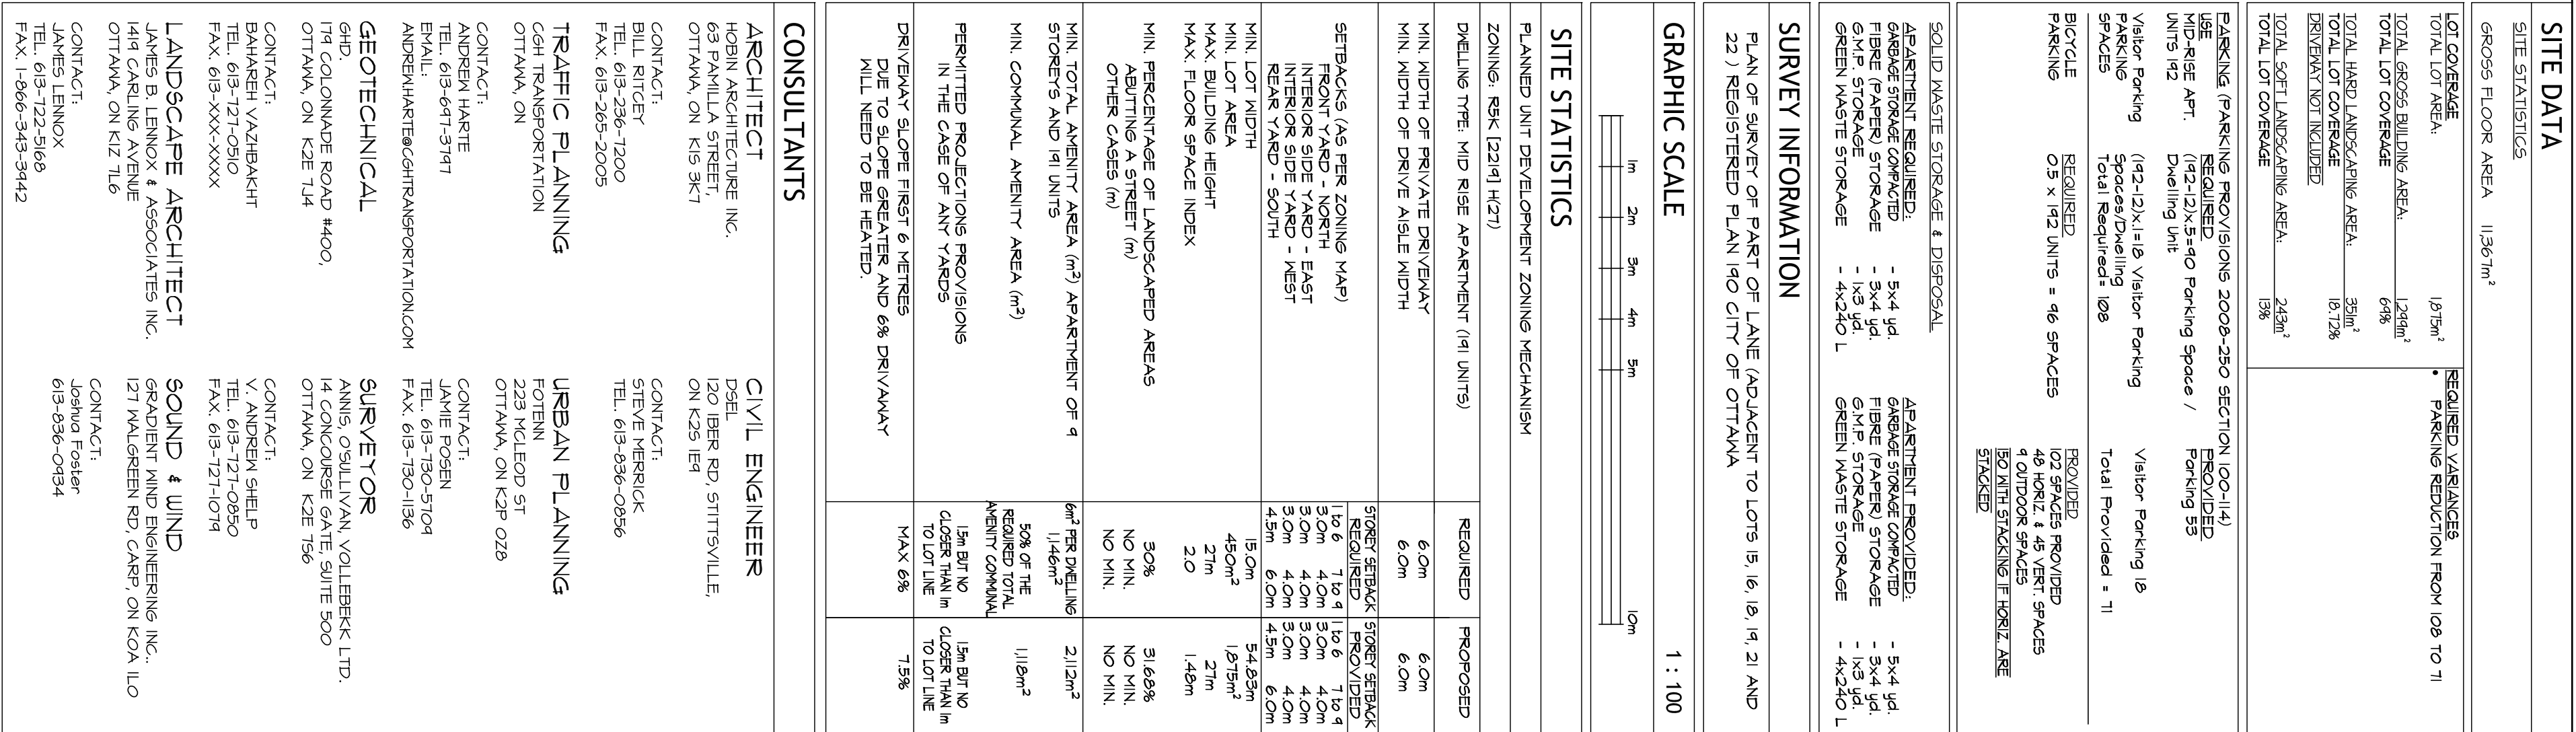 SITE DATA
SITE STATISTICS
GROSS FLOOR AREA 11,367m²
LOT COVERAGE
TOTAL LOT AREA: 1,875m²
TOTAL GROSS BUILDING AREA: 1,299m²
TOTAL LOT COVERAGE 69%
TOTAL HARD LANDSCAPING AREA: 351m²
TOTAL LOT COVERAGE 18.72%
DRIVEWAY NOT INCLUDED
TOTAL SOFT LANDSCAPING AREA: 243m²
TOTAL LOT COVERAGE 13%
REQUIRED VARIANCES
• PARKING REDUCTION FROM 108 TO 71
PARKING (PARKING PROVISIONS 2008-250 SECTION 100-114)
USE REQUIRED PROVIDED
MID-RISE APT. (192-12)x.5=90 Parking Space / Parking 53
UNITS 192 Dwelling Unit
Visitor Parking (192-12)x.1=18 Visitor Parking Visitor Parking 18
PARKING Spaces/Dwelling
SPACES Total Required= 108 Total Provided = 71
BICYCLE REQUIRED PROVIDED
PARKING 0.5 x 192 UNITS = 96 SPACES 102 SPACES PROVIDED
48 HORIZ. & 45 VERT. SPACES
9 OUTDOOR SPACES
150 WITH STACKING IF HORIZ. ARE
STACKED
SOLID WASTE STORAGE & DISPOSAL
APARTMENT REQUIRED:
GARBAGE STORAGE COMPACTED - 5x4 yd.
FIBRE (PAPER) STORAGE - 3x4 yd.
G.M.P. STORAGE - 1x3 yd.
GREEN WASTE STORAGE - 4x240 L
APARTMENT PROVIDED:
GARBAGE STORAGE COMPACTED - 5x4 yd.
FIBRE (PAPER) STORAGE - 3x4 yd.
G.M.P. STORAGE - 1x3 yd.
GREEN WASTE STORAGE - 4x240 L
SURVEY INFORMATION
PLAN OF SURVEY OF PART OF LANE (ADJACENT TO LOTS 15, 16, 18, 19, 21 AND
22 ) REGISTERED PLAN 190 CITY OF OTTAWA
GRAPHIC SCALE 1 : 100
1m 2m 3m 4m 5m 10m
SITE STATISTICS
PLANNED UNIT DEVELOPMENT ZONING MECHANISM
ZONING: R5K [2219] H(27)
DWELLING TYPE: MID RISE APARTMENT (191 UNITS) REQUIRED PROPOSED
MIN. WIDTH OF PRIVATE DRIVEWAY 6.0m 6.0m
MIN. WIDTH OF DRIVE AISLE WIDTH 6.0m 6.0m
STOREY SETBACK REQUIRED STOREY SETBACK PROVIDED
SETBACKS (AS PER ZONING MAP) 1 to 6 7 to 9 1 to 6 7 to 9
FRONT YARD - NORTH 3.0m 4.0m 3.0m 4.0m
INTERIOR SIDE YARD - EAST 3.0m 4.0m 3.0m 4.0m
INTERIOR SIDE YARD - WEST 3.0m 4.0m 3.0m 4.0m
REAR YARD - SOUTH 4.5m 6.0m 4.5m 6.0m
MIN. LOT WIDTH 15.0m 54.83m
MIN. LOT AREA 450m² 1,875m²
MAX. BUILDING HEIGHT 27m 27m
MAX. FLOOR SPACE INDEX 2.0 1.48m
MIN. PERCENTAGE OF LANDSCAPED AREAS 30% 31.68%
ABUTTING A STREET (m) NO MIN. NO MIN.
OTHER CASES (m) NO MIN. NO MIN.
MIN. TOTAL AMENITY AREA (m²) APARTMENT OF 9 6m² PER DWELLING 2,112m²
STOREYS AND 191 UNITS 1,146m²
MIN. COMMUNAL AMENITY AREA (m²) 50% OF THE REQUIRED TOTAL AMENITY COMMUNAL 1,118m²
PERMITTED PROJECTIONS PROVISIONS 1.5m BUT NO CLOSER THAN 1m TO LOT LINE 1.5m BUT NO CLOSER THAN 1m TO LOT LINE
IN THE CASE OF ANY YARDS
DRIVEWAY SLOPE FIRST 6 METRES MAX 6% 7.5%
DUE TO SLOPE GREATER AND 6% DRIVAWAY
WILL NEED TO BE HEATED.
CONSULTANTS
ARCHITECT
HOBIN ARCHITECTURE INC.
63 PAMILLA STREET,
OTTAWA, ON K1S 3K7
CONTACT:
BILL RITCEY
TEL. 613-236-7200
FAX. 613-265-2005
TRAFFIC PLANNING
CGH TRANSPORTATION
OTTAWA, ON
CONTACT:
ANDREW HARTE
TEL. 613-697-3797
EMAIL:
ANDREW.HARTE@CGHTRANSPORTATION.COM
GEOTECHNICAL
GHD.
179 COLONNADE ROAD #400,
OTTAWA, ON K2E 7J4
CONTACT:
BAHAREH VAZHBAKHT
TEL. 613-727-0510
FAX. 613-XXX-XXXX
LANDSCAPE ARCHITECT
JAMES B. LENNOX & ASSOCIATES INC.
1419 CARLING AVENUE
OTTAWA, ON K1Z 7L6
CONTACT:
JAMES LENNOX
TEL. 613-722-5168
FAX. 1-866-343-3942
CIVIL ENGINEER
DSEL
120 IBER RD, STITTSVILLE,
ON K2S 1E9
CONTACT:
STEVE MERRICK
TEL. 613-836-0856
URBAN PLANNING
FOTENN
223 MCLEOD ST
OTTAWA, ON K2P 0Z8
CONTACT:
JAMIE POSEN
TEL. 613-730-5709
FAX. 613-730-1136
SURVEYOR
ANNIS, O'SULLIVAN, VOLLEBEKK LTD.
14 CONCOURSE GATE, SUITE 500
OTTAWA, ON K2E 7S6
CONTACT:
V. ANDREW SHELP
TEL. 613-727-0850
FAX. 613-727-1079
SOUND & WIND
GRADIENT WIND ENGINEERING INC..
127 WALGREEN RD, CARP, ON K0A 1L0
CONTACT:
Joshua Foster
613-836-0934